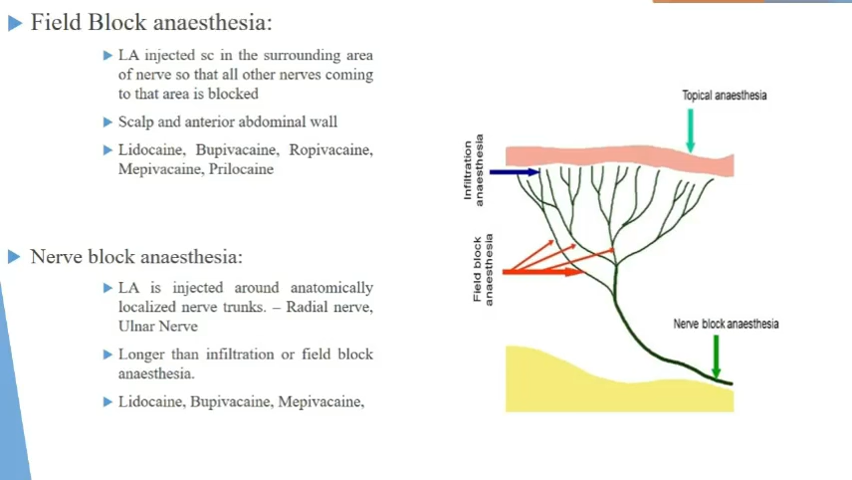 Field Block anaesthesia:
LA injected sc in the surrounding area
of nerve so that all other nerves coming
to that area is blocked
Scalp and anterior abdominal wall
Lidocaine, Bupivacaine, Ropivacaine,
Mepivacaine, Prilocaine
Nerve block anaesthesia:
LA is injected around anatomically
localized nerve trunks. – Radial nerve,
Ulnar Nerve
Longer than infiltration or field block
anaesthesia.
Lidocaine, Bupivacaine, Mepivacaine,
Topical anaesthesia
Infiltration
anaesthesia
Field block
anaesthesia
Nerve block anaesthesia